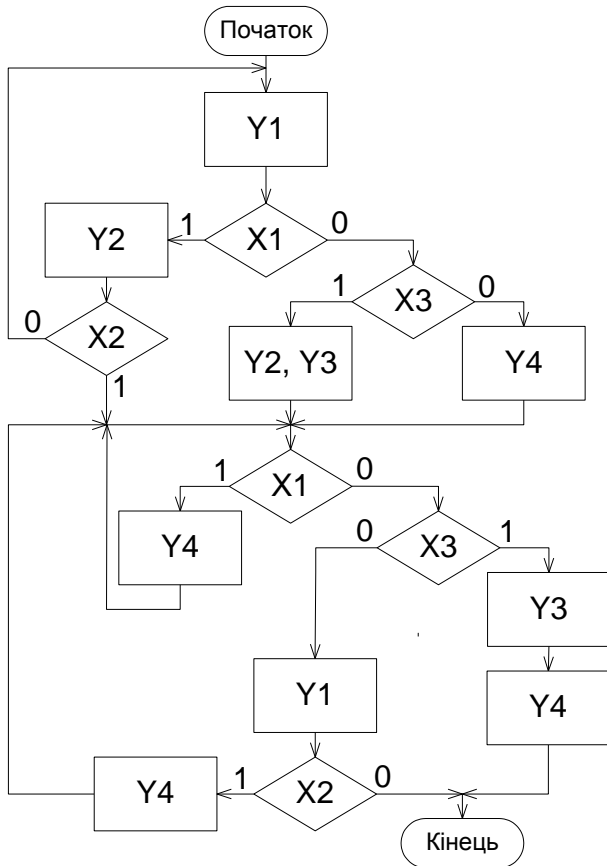 Початок
Y1
1 X1 0
Y2
1 X3 0
0 X2
Y2, Y3
Y4
1
1 X1 0
Y4
0 X3 1
Y3
Y1
Y4
Y4
1 X2 0
Кінець